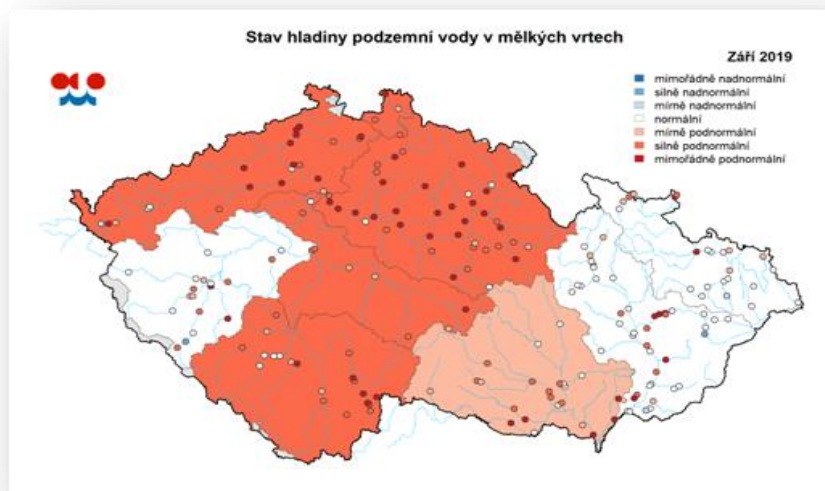 Stav hladiny podzemní vody v mělkých vrtech
Září 2019
mimořádně nadnormální
silně nadnormální
mírně nadnormální
normální
mírně podnormální
silně podnormální
mimořádně podnormální